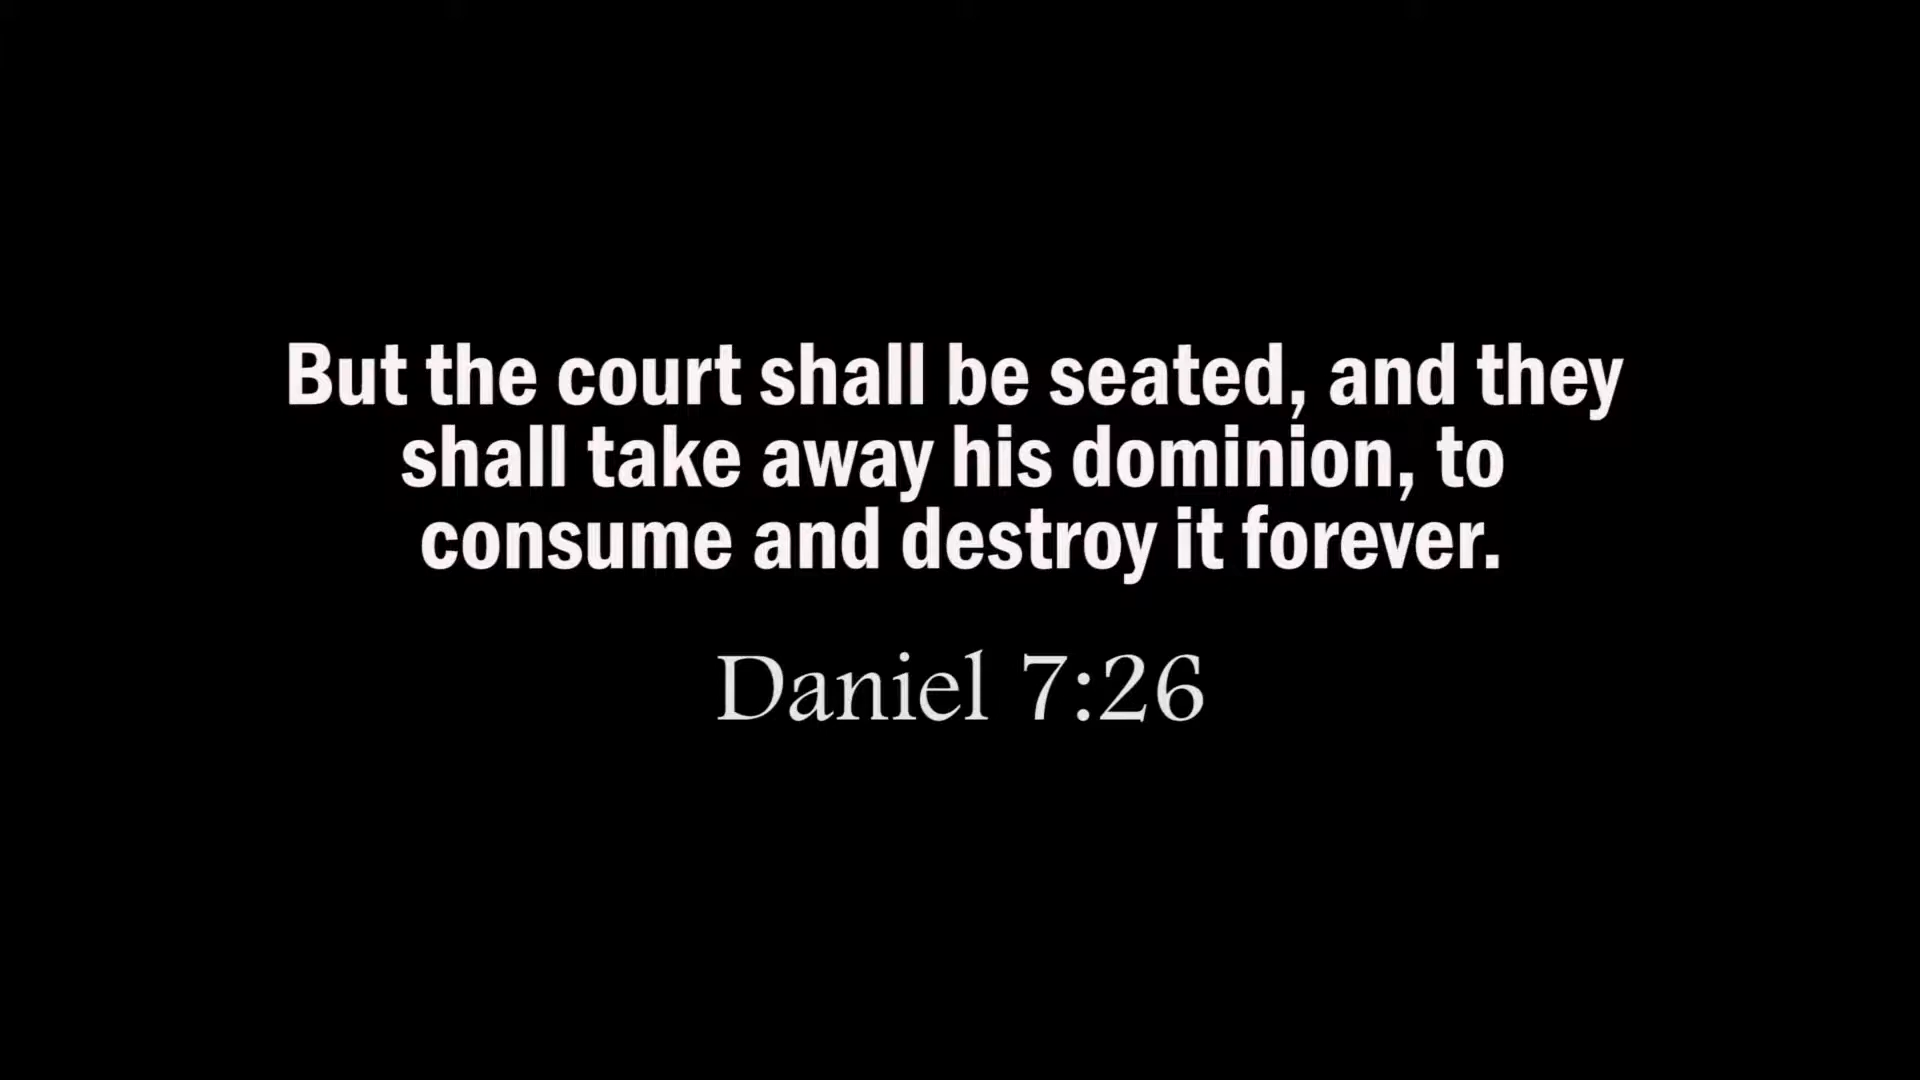 But the court shall be seated, and they
shall take away his dominion, to
consume and destroy it forever.
Daniel 7:26